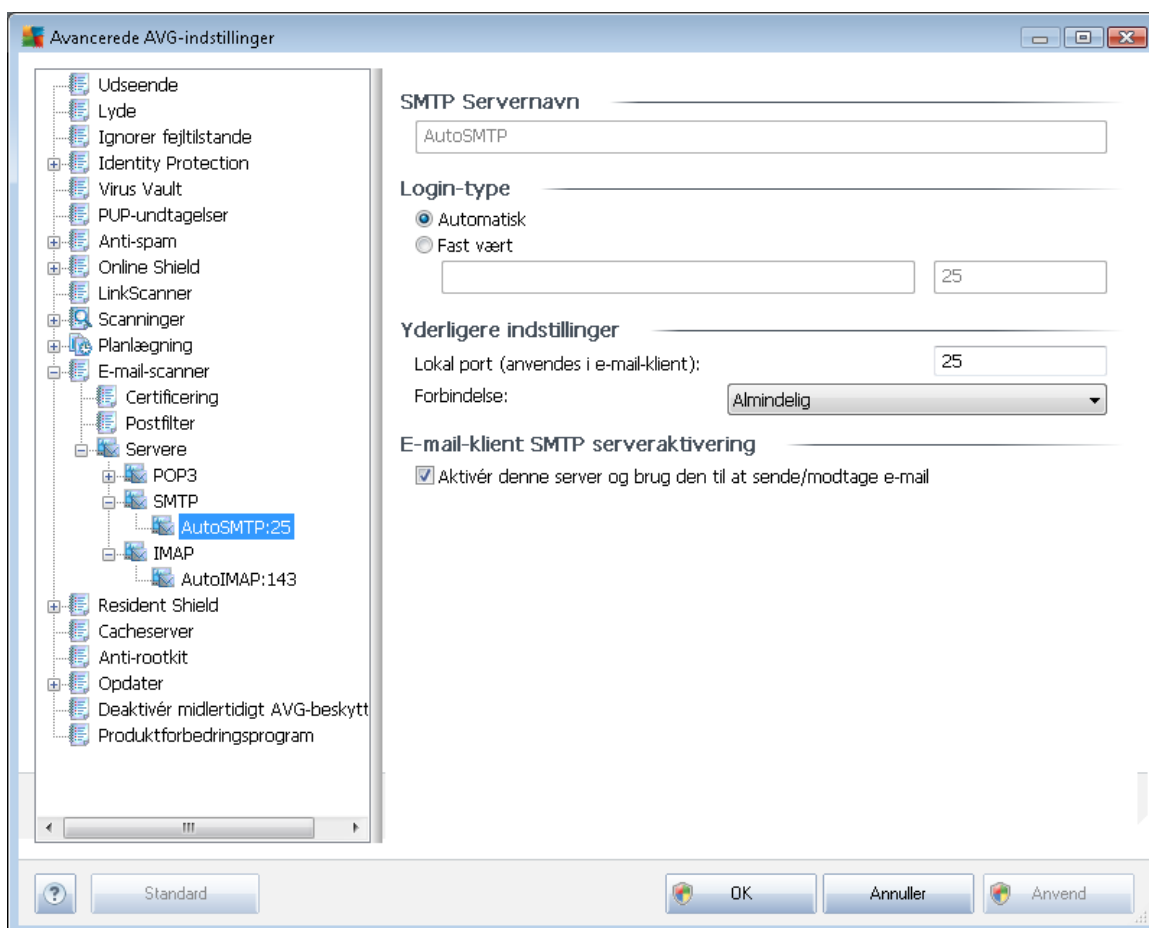 Avancerede AVG-indstillinger
Udseende
Lyde
Ignorer fejltilstande
Identity Protection
Virus Vault
PUP-undtagelser
Anti-spam
Online Shield
LinkScanner
Scanninger
Planlægning
E-mail-scanner
Certificering
Postfilter
Servere
POP3
SMTP
AutoSMTP:25
IMAP
AutoIMAP:143
Resident Shield
Cacheserver
Anti-rootkit
Opdater
Deaktivér midlertidigt AVG-beskytt
Produktforbedringsprogram
SMTP Servernavn
AutoSMTP
Login-type
Automatisk
Fast vært
25
Yderligere indstillinger
Lokal port (anvendes i e-mail-klient): 25
Forbindelse: Almindelig
E-mail-klient SMTP serveraktivering
Aktivér denne server og brug den til at sende/modtage e-mail
? Standard OK Annuller Anvend